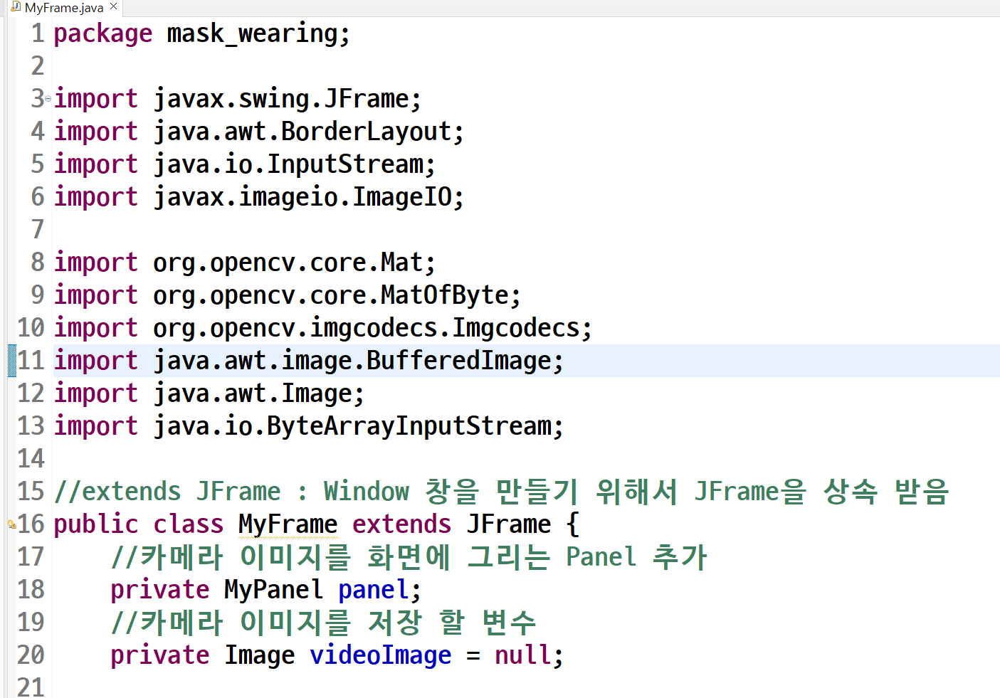 MyFrame.java
1 package mask_wearing;
2
3 import javax.swing.JFrame;
4 import java.awt.BorderLayout;
5 import java.io.InputStream;
6 import javax.imageio.ImageIO;
7
8 import org.opencv.core.Mat;
9 import org.opencv.core.MatOfByte;
10 import org.opencv.imgcodecs.Imgcodecs;
11 import java.awt.image.BufferedImage;
12 import java.awt.Image;
13 import java.io.ByteArrayInputStream;
14
15 //extends JFrame : Window 창을 만들기 위해서 JFrame을 상속 받음
16 public class MyFrame extends JFrame {
17 //카메라 이미지를 화면에 그리는 Panel 추가
18 private MyPanel panel;
19 //카메라 이미지를 저장 할 변수
20 private Image videoImage = null;
21